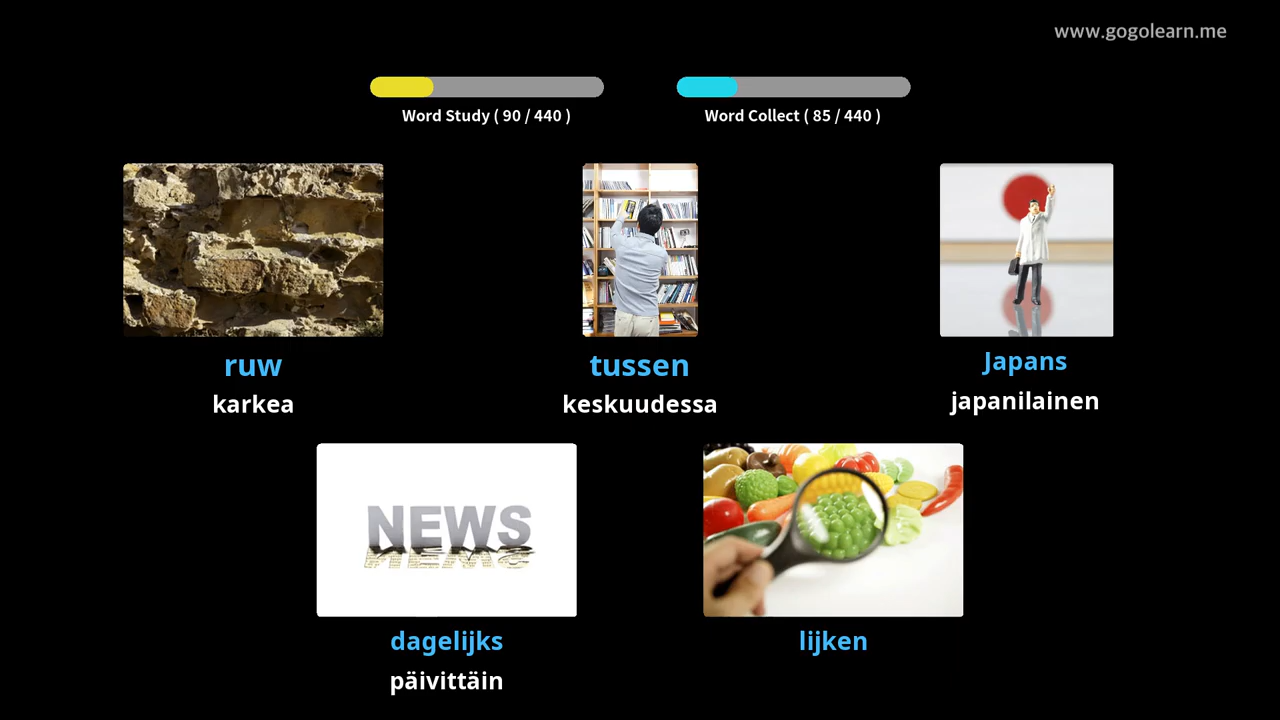 www.gogolearn.me
Word Study ( 90 / 440 )
Word Collect ( 85 / 440 )
ruw
karkea
tussen
keskuudessa
Japans
japanilainen
NEWS
dagelijks
päivittäin
lijken